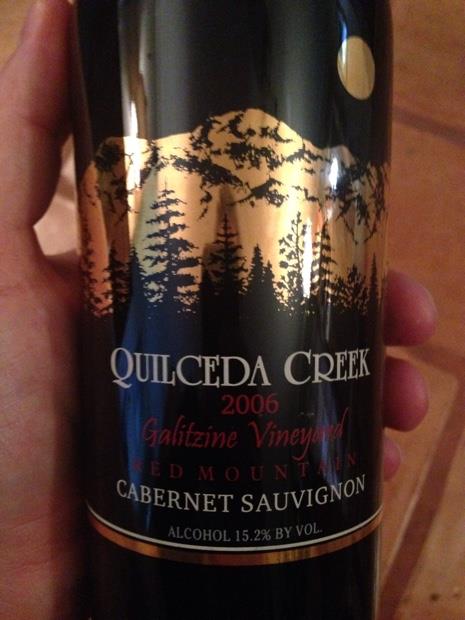 QUILCEDA CREEK
2006
Galitzine Vineyard
RED MOUNTAIN
CABERNET SAUVIGNON
ALCOHOL 15.2% BY VOL.